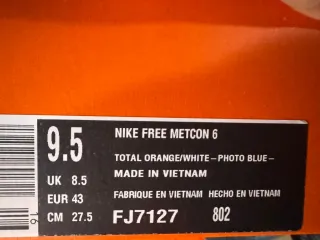 9.5
UK 8.5
EUR 43
CM 27.5
NIKE FREE METCON 6
TOTAL ORANGE/WHITE-PHOTO BLUE-
MADE IN VIETNAM
FABRIQUE EN VIETNAM HECHO EN VIETNAM
FJ7127 802
16